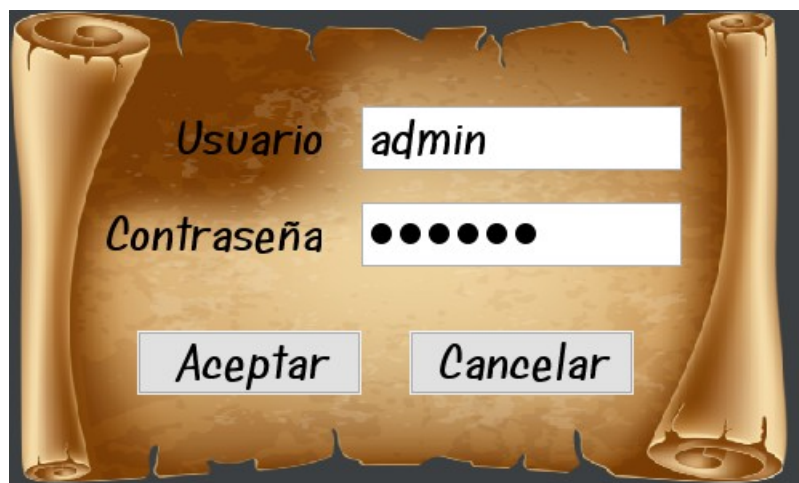 Usuario admin
Contraseña ●●●●●●
Aceptar Cancelar